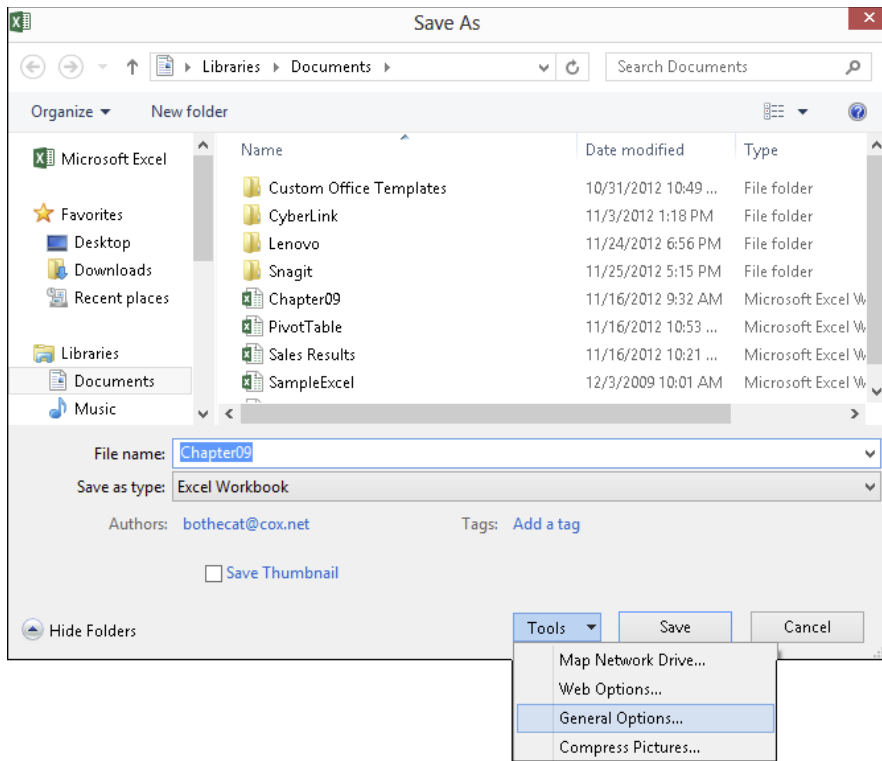 Save As
Libraries Documents Search Documents
Organize New folder
Microsoft Excel
Favorites
Desktop
Downloads
Recent places
Libraries
Documents
Music
Name Date modified Type
Custom Office Templates 10/31/2012 10:49 ... File folder
CyberLink 11/3/2012 1:18 PM File folder
Lenovo 11/24/2012 6:56 PM File folder
Snagit 11/25/2012 5:15 PM File folder
Chapter09 11/16/2012 9:32 AM Microsoft Excel W
PivotTable 11/16/2012 10:53 ... Microsoft Excel W
Sales Results 11/16/2012 10:21 ... Microsoft Excel W
SampleExcel 12/3/2009 10:01 AM Microsoft Excel W
File name: Chapter09
Save as type: Excel Workbook
Authors: bothecat@cox.net Tags: Add a tag
Save Thumbnail
Hide Folders Tools Save Cancel
Map Network Drive...
Web Options...
General Options...
Compress Pictures...